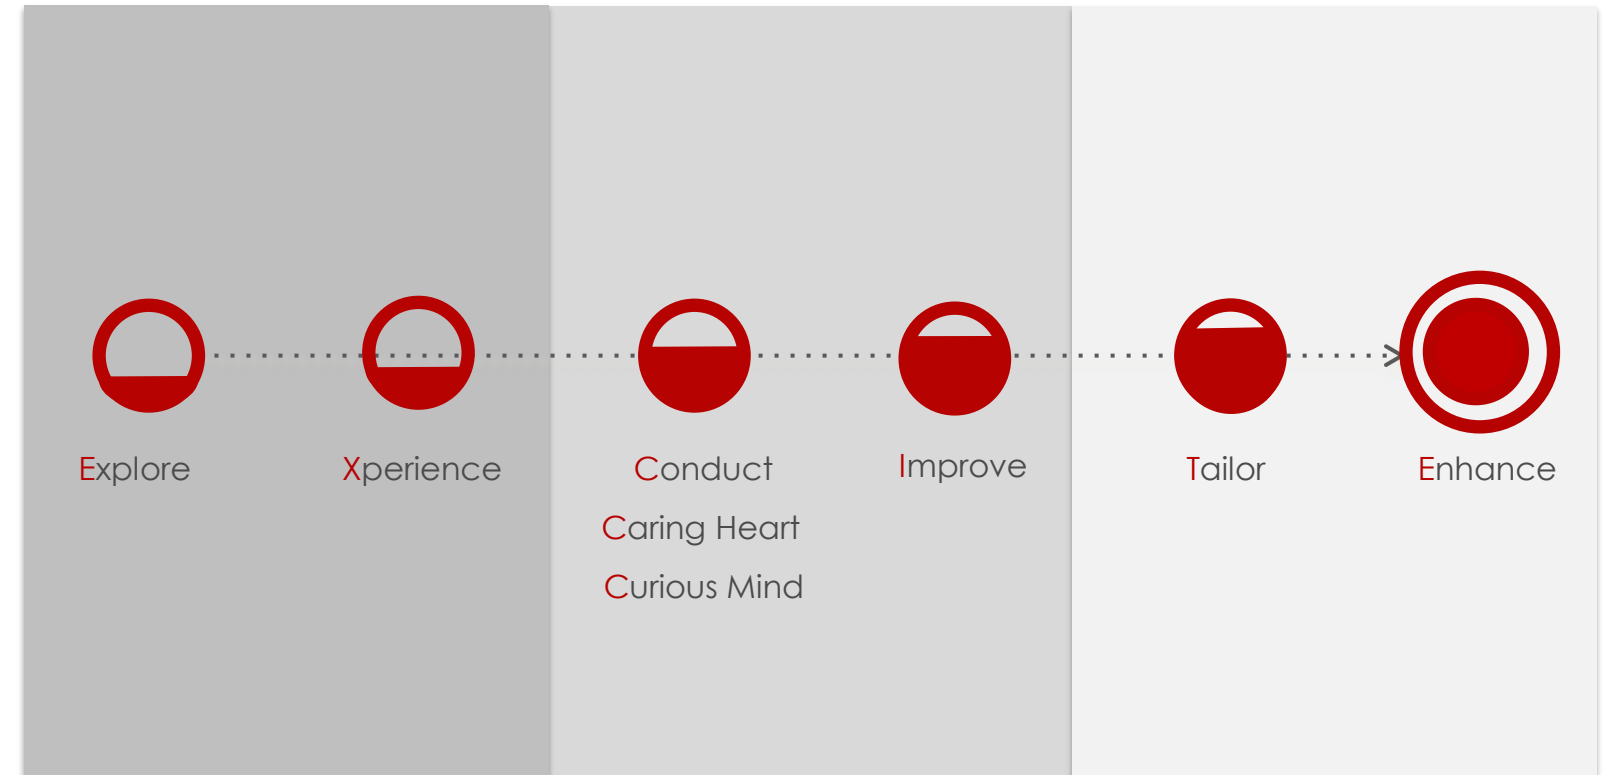 Explore
Xperience
Conduct
Caring Heart
Curious Mind
Improve
Tailor
Enhance